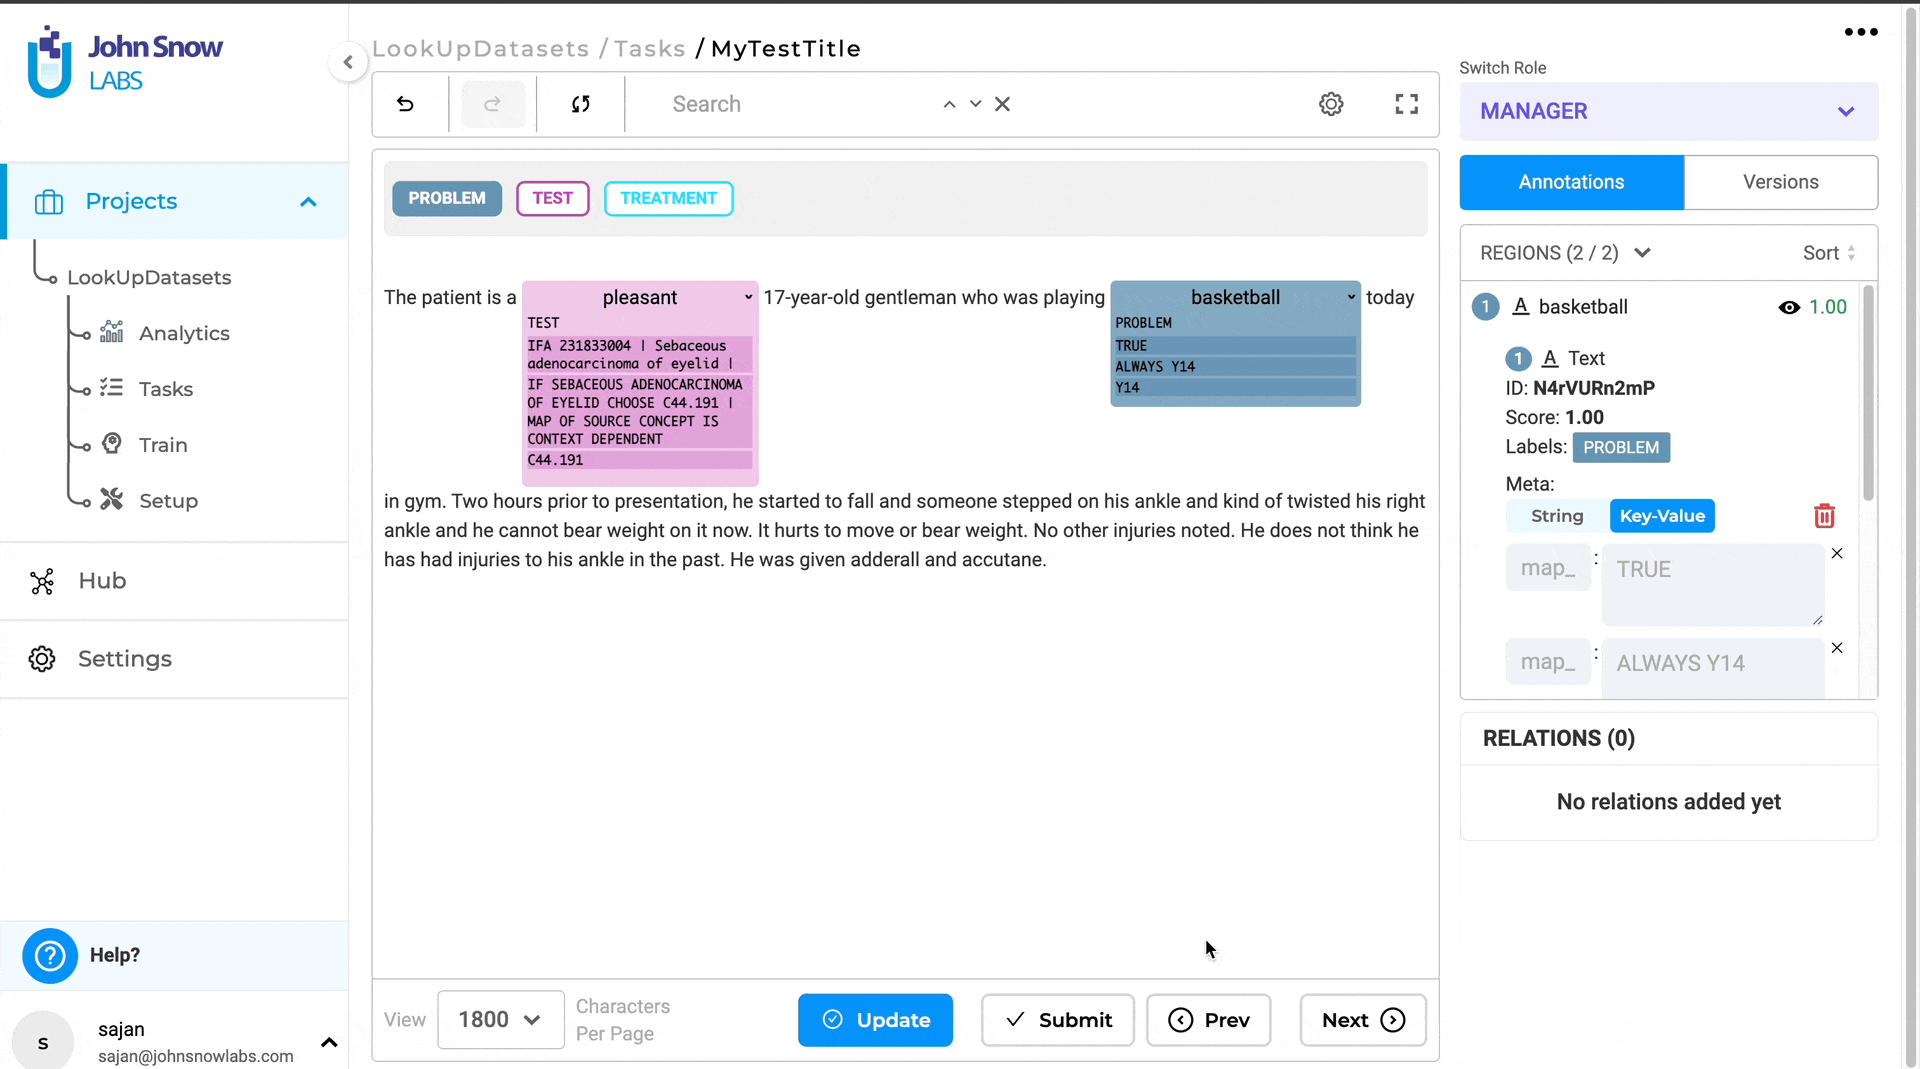 John Snow
LABS
Projects
LookUpDatasets
Analytics
Tasks
Train
Setup
Hub
Settings
Help?
s
sajan
sajan@johnsnowlabs.com
LookUpDatasets / Tasks / MyTestTitle
Search
PROBLEM TEST TREATMENT
The patient is a pleasant 17-year-old gentleman who was playing basketball today
TEST
IFA 231833004 | Sebaceous
adenocarcinoma of eyelid |
IF SEBACEOUS ADENOCARCINOMA
OF EYELID CHOOSE C44.191 |
MAP OF SOURCE CONCEPT IS
CONTEXT DEPENDENT
C44.191
PROBLEM
TRUE
ALWAYS Y14
Y14
in gym. Two hours prior to presentation, he started to fall and someone stepped on his ankle and kind of twisted his right
ankle and he cannot bear weight on it now. It hurts to move or bear weight. No other injuries noted. He does not think he
has had injuries to his ankle in the past. He was given adderall and accutane.
View 1800 Characters
Per Page
Update Submit Prev Next
Switch Role
MANAGER
Annotations Versions
REGIONS (2 / 2) Sort
1 A basketball 1.00
1 A Text
ID: N4rVURn2mP
Score: 1.00
Labels: PROBLEM
Meta:
String Key-Value
map_ : TRUE
map_ : ALWAYS Y14
RELATIONS (0)
No relations added yet